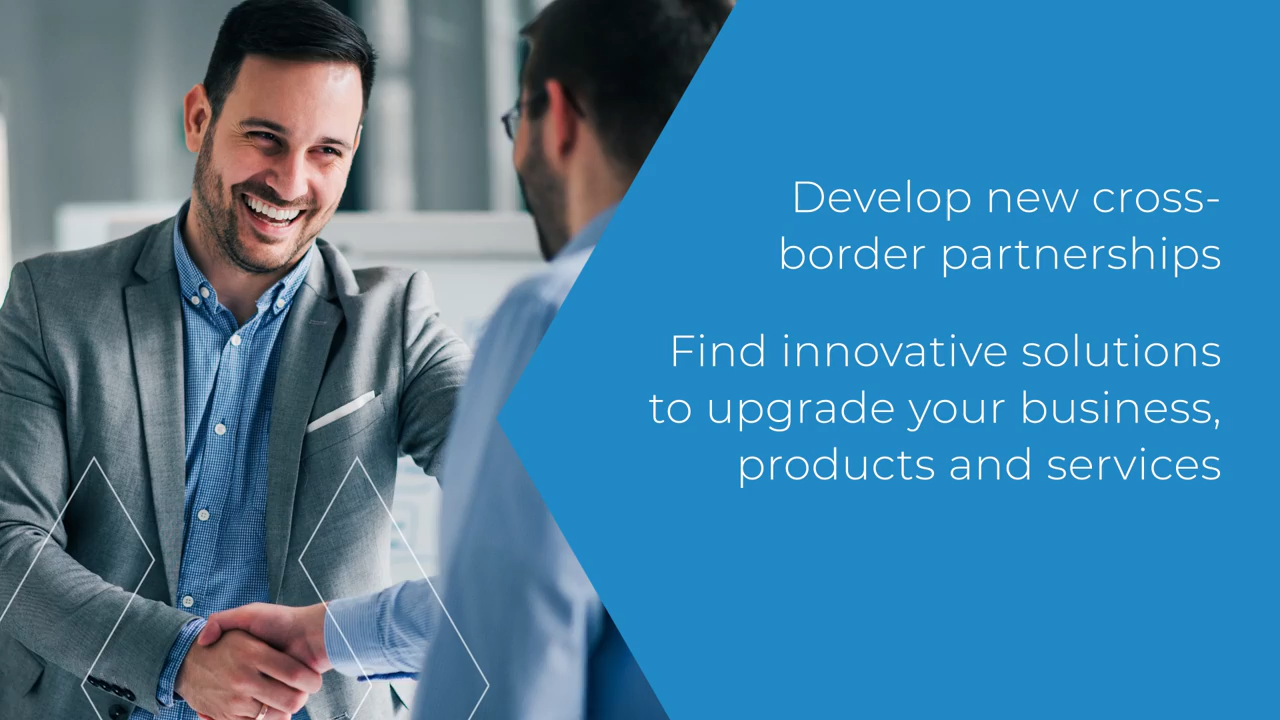 Develop new cross-
border partnerships
Find innovative solutions
to upgrade your business,
products and services